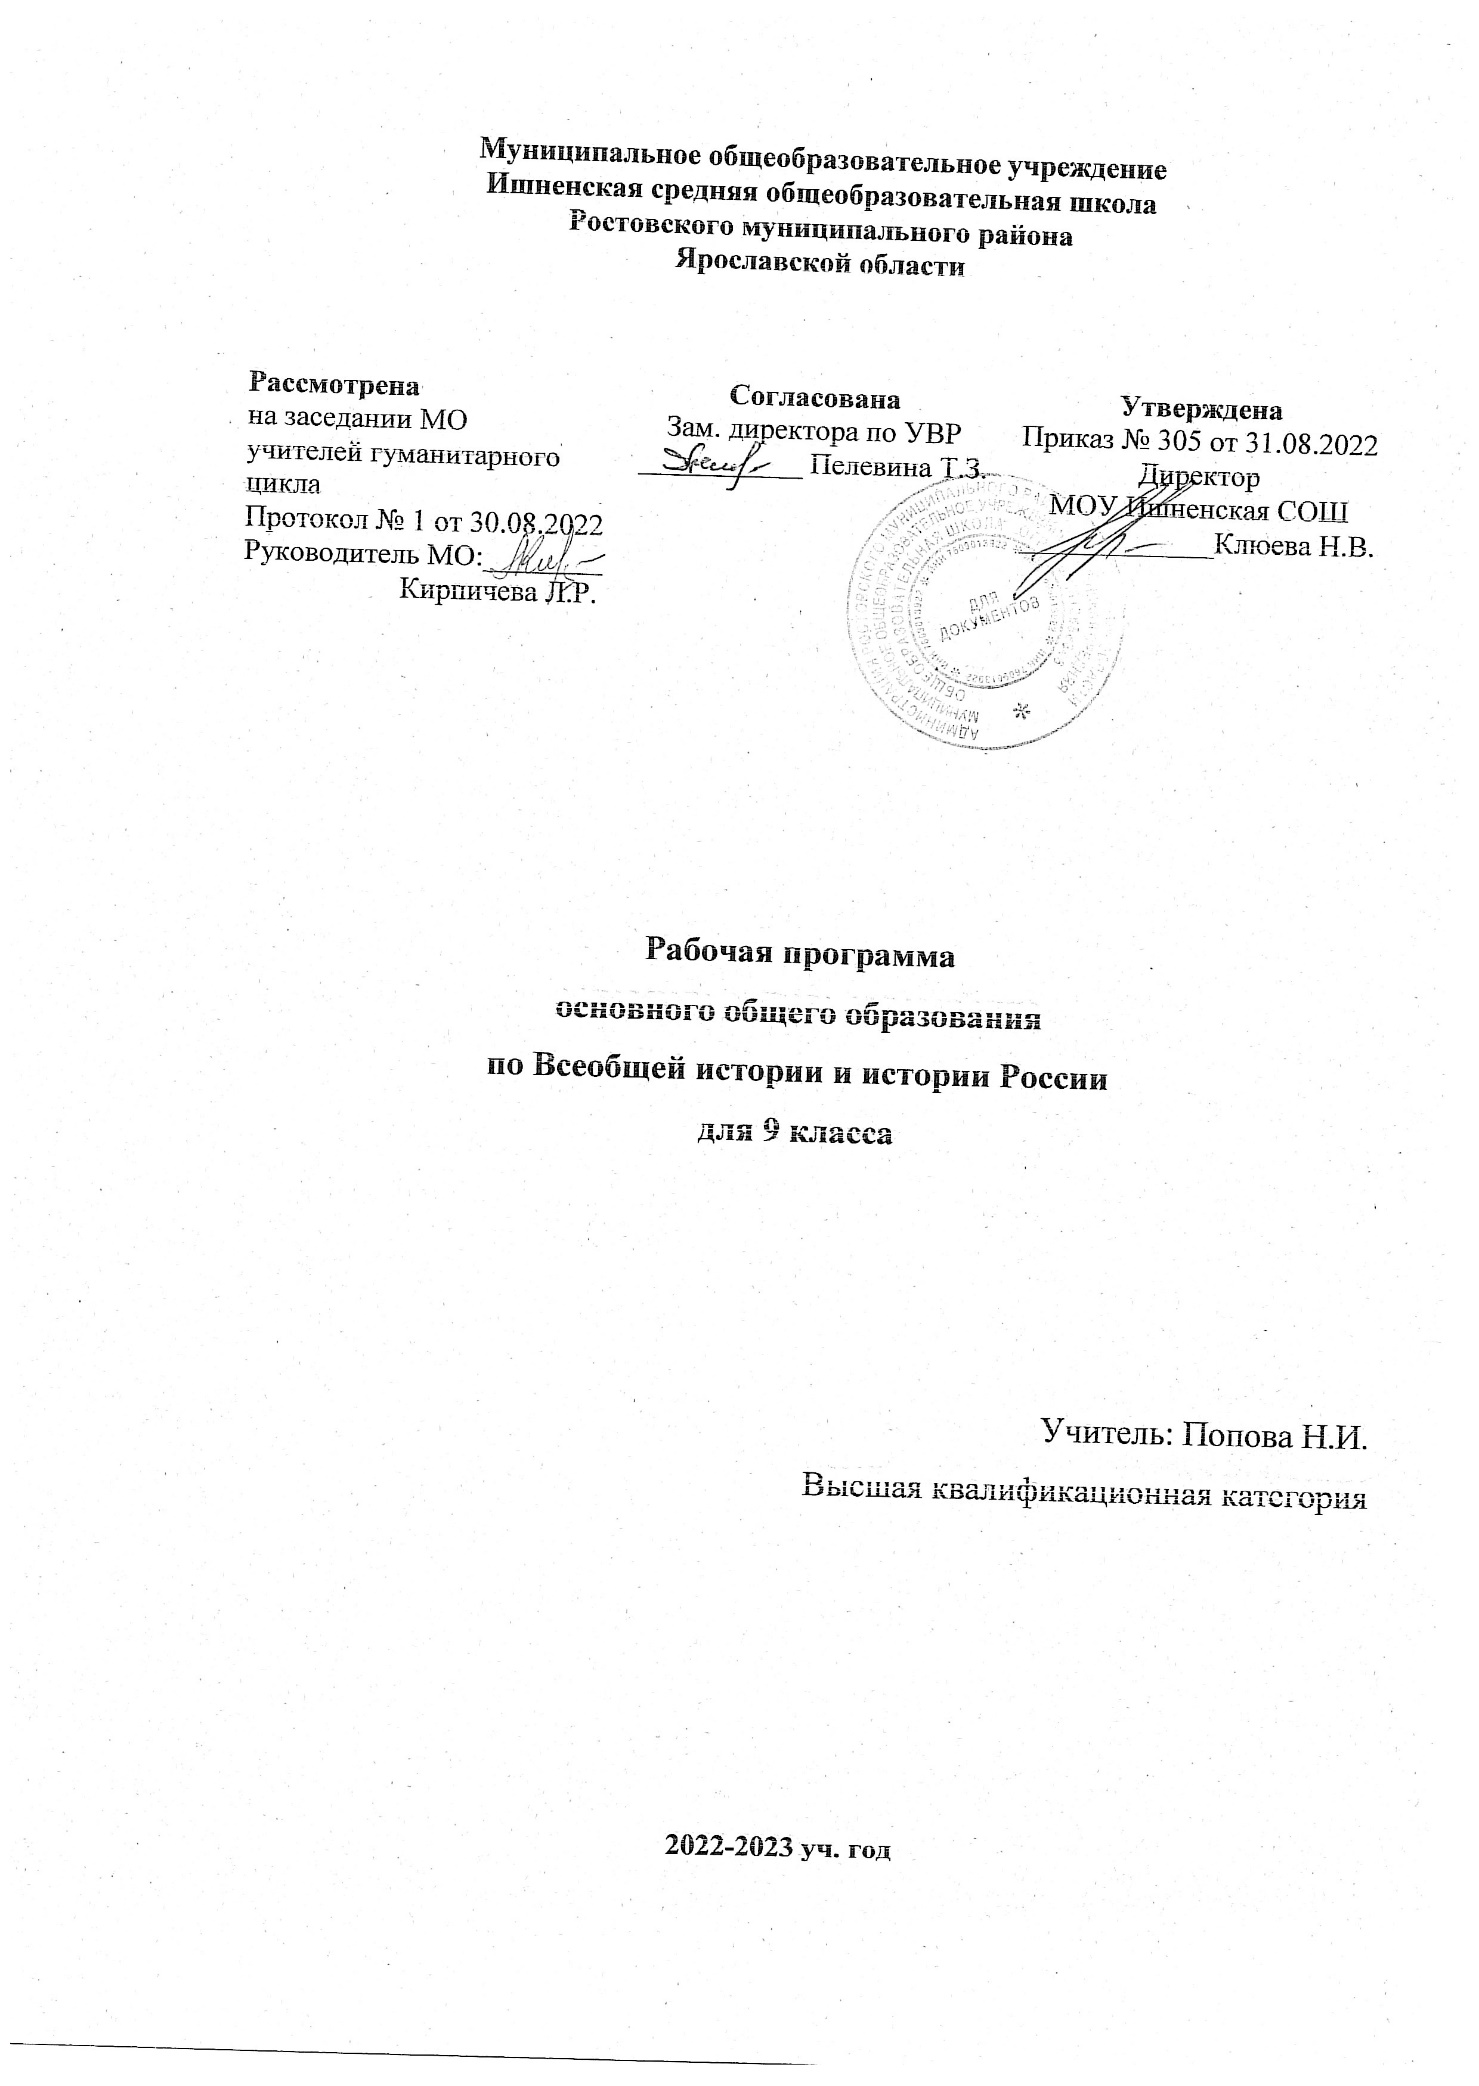 Муниципальное общеобразовательное учреждение
Ишненская средняя общеобразовательная школа
Ростовского муниципального района
Ярославской области
Рассмотрена
на заседании МО
учителей гуманитарного
цикла
Протокол № 1 от 30.08.2022
Руководитель МО:
Кирпичева Л.Р.
Согласована
Зам. директора по УВР
Пелевина Т.З.
Утверждена
Приказ № 305 от 31.08.2022
Директор
МОУ Ишненская СОШ
Клюева Н.В.
ДЛЯ
ДОКУМЕНТОВ
Рабочая программа
основного общего образования
по Всеобщей истории и истории России
для 9 класса
Учитель: Попова Н.И.
Высшая квалификационная категория
2022-2023 уч. год